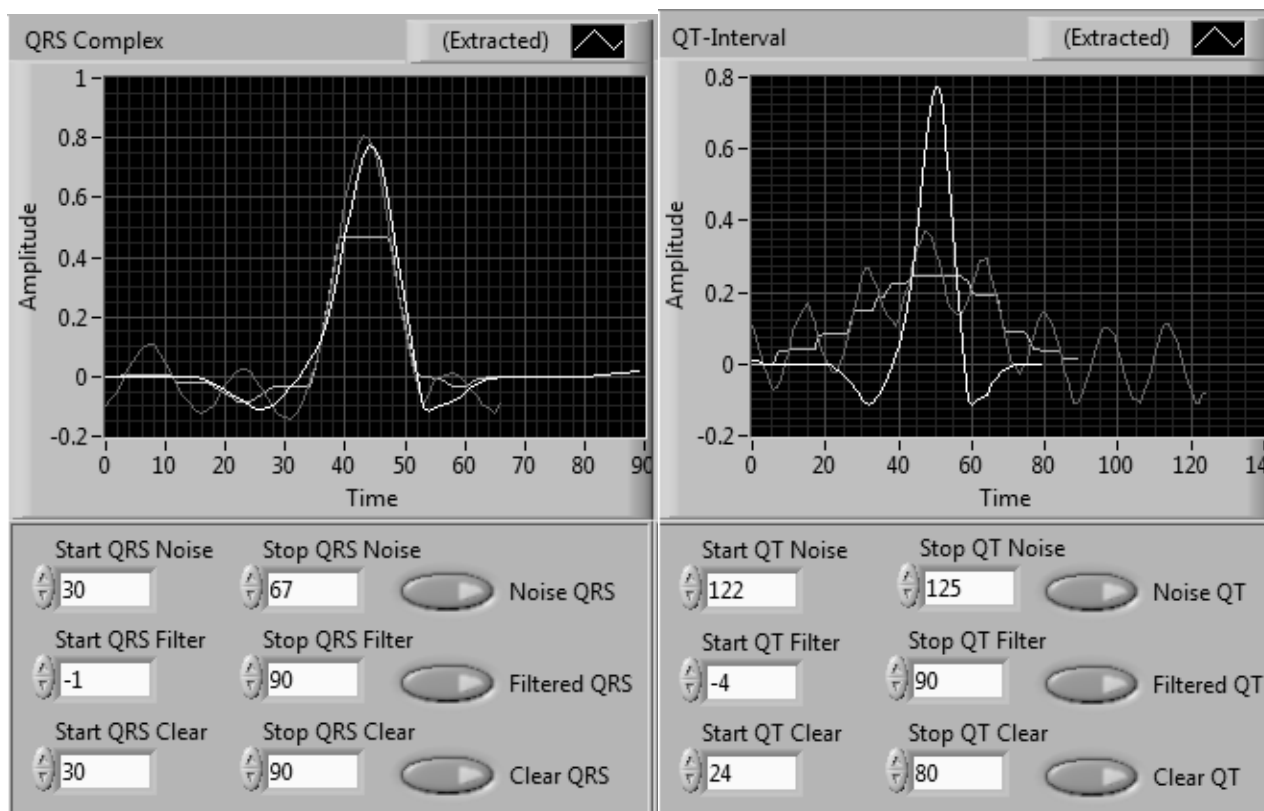 QRS Complex
(Extracted)
1
0.8
0.6
0.4
0.2
0
-0.2
Amplitude
0 10 20 30 40 50 60 70 80 90
Time
Start QRS Noise Stop QRS Noise
30 67 Noise QRS
Start QRS Filter Stop QRS Filter
-1 90 Filtered QRS
Start QRS Clear Stop QRS Clear
30 90 Clear QRS
QT-Interval
(Extracted)
0.8
0.6
0.4
0.2
0
-0.2
Amplitude
0 20 40 60 80 100 120
Time
Start QT Noise Stop QT Noise
122 125 Noise QT
Start QT Filter Stop QT Filter
-4 90 Filtered QT
Start QT Clear Stop QT Clear
24 80 Clear QT